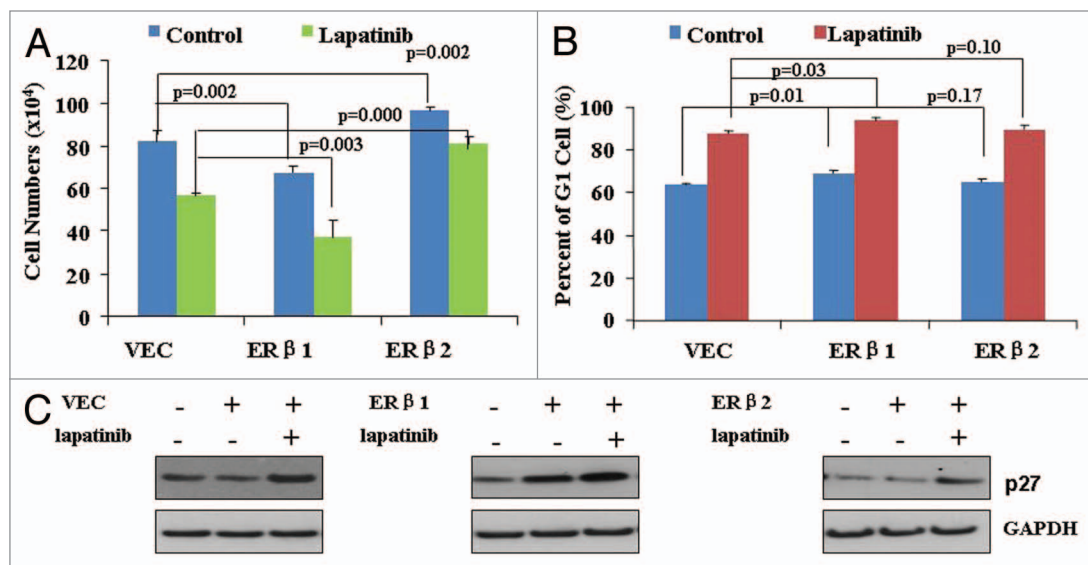 A
Control Lapatinib
p=0.002
p=0.002
p=0.000
p=0.003
Cell Numbers (x10⁴)
120
100
80
60
40
20
0
VEC ER β 1 ER β 2
B
Control Lapatinib
p=0.10
p=0.03
p=0.01 p=0.17
Percent of G1 Cell (%)
100
80
60
40
20
0
VEC ER β 1 ER β 2
C
VEC - + +
lapatinib - - +
ER β 1 - + +
lapatinib - - +
ER β 2 - + +
lapatinib - - +
p27
GAPDH